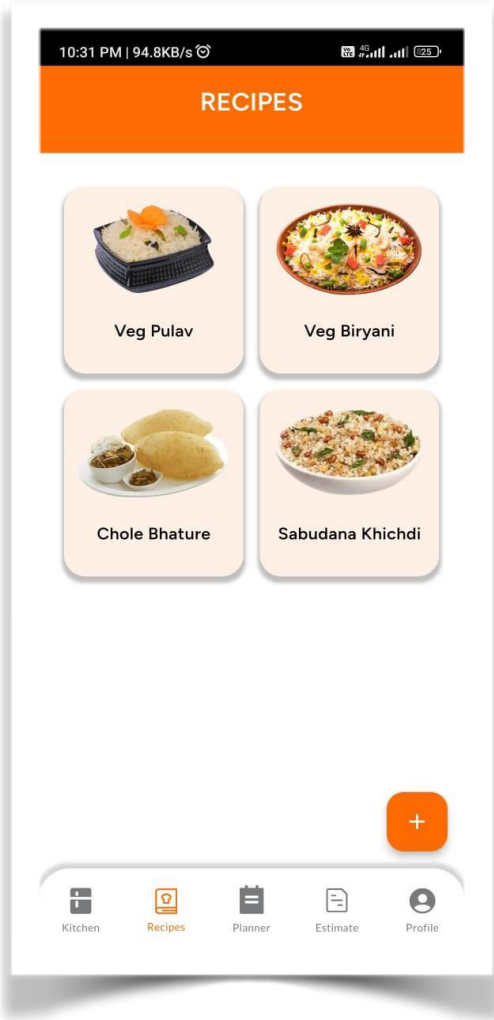 10:31 PM | 94.8KB/s
4G
25
RECIPES
Veg Pulav
Veg Biryani
Chole Bhature
Sabudana Khichdi
+
Kitchen
Recipes
Planner
Estimate
Profile